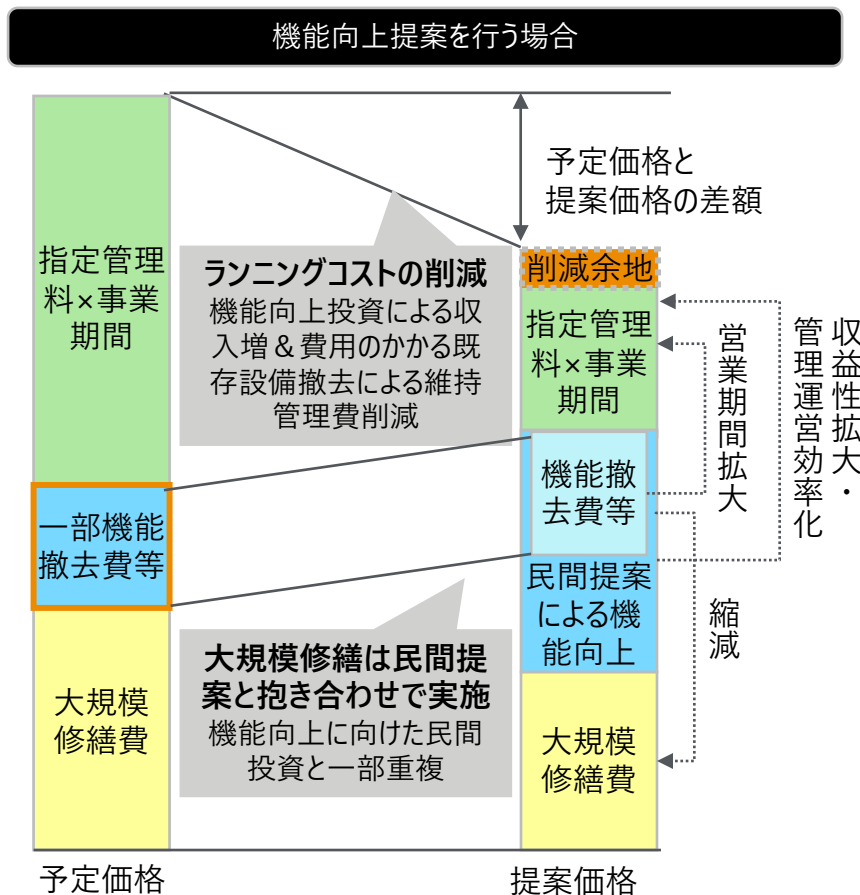 機能向上提案を行う場合
指定管理
料×事業
期間
一部機能
撤去費等
大規模
修繕費
予定価格
ランニングコストの削減
機能向上投資による収
入増＆費用のかかる既
存設備撤去による維持
管理費削減
大規模修繕は民間提
案と抱き合わせで実施
機能向上に向けた民間
投資と一部重複
予定価格と
提案価格の差額
削減余地
指定管理
料×事業
期間
機能撤
去費等
民間提案
による機
能向上
大規模
修繕費
提案価格
営業期間拡大
縮減
収益性拡大・
管理運営効率化